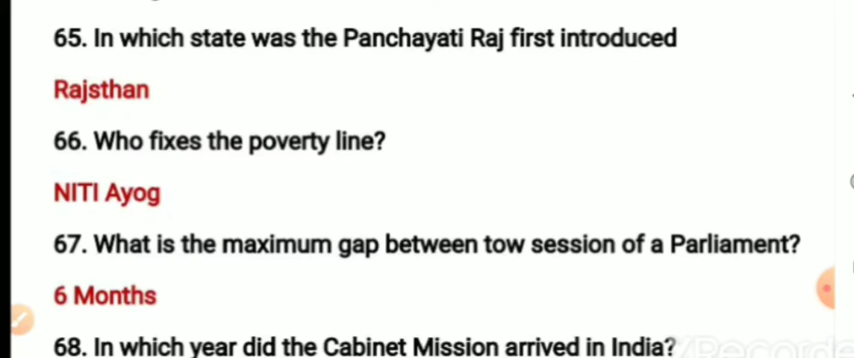 65. In which state was the Panchayati Raj first introduced
Rajsthan
66. Who fixes the poverty line?
NITI Ayog
67. What is the maximum gap between tow session of a Parliament?
6 Months
68. In which year did the Cabinet Mission arrived in India?